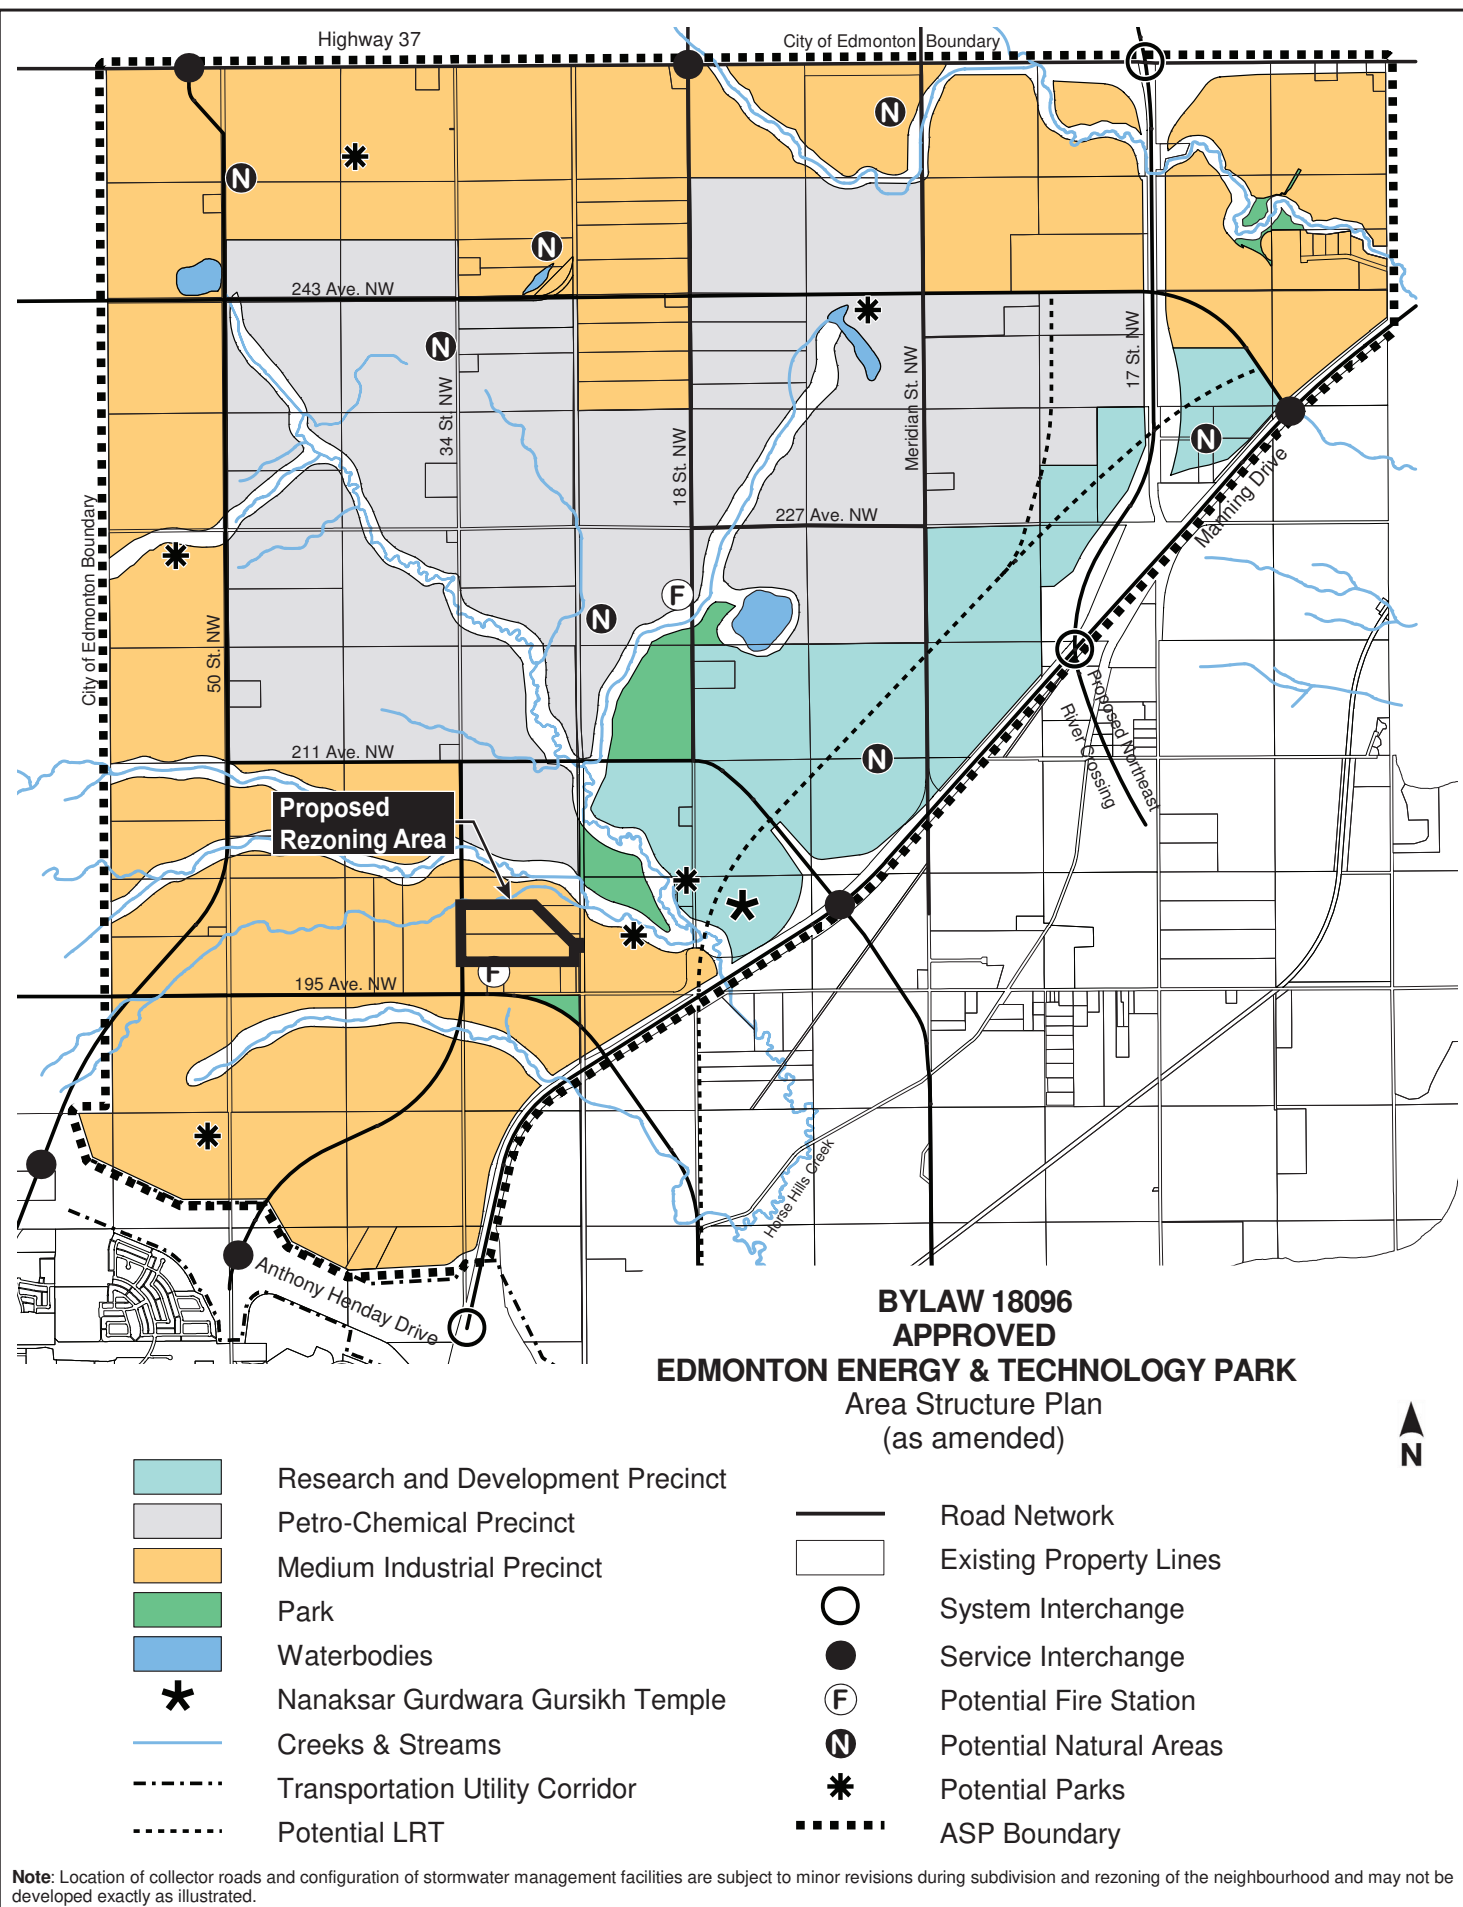 Highway 37
City of Edmonton Boundary
N
N
N
243 Ave. NW
N
34 St. NW
18 St. NW
Meridian St. NW
17 St. NW
N
Manning Drive
City of Edmonton Boundary
50 St. NW
227 Ave. NW
F
N
211 Ave. NW
N
Proposed Northeast
River Crossing
Proposed
Rezoning Area
F
195 Ave. NW
Horse Hills Creek
Anthony Henday Drive
BYLAW 18096
APPROVED
EDMONTON ENERGY & TECHNOLOGY PARK
Area Structure Plan
(as amended)
N
Research and Development Precinct
Petro-Chemical Precinct
Medium Industrial Precinct
Park
Waterbodies
Nanaksar Gurdwara Gursikh Temple
Creeks & Streams
Transportation Utility Corridor
Potential LRT
Road Network
Existing Property Lines
System Interchange
Service Interchange
F Potential Fire Station
N Potential Natural Areas
Potential Parks
ASP Boundary
Note: Location of collector roads and configuration of stormwater management facilities are subject to minor revisions during subdivision and rezoning of the neighbourhood and may not be
developed exactly as illustrated.